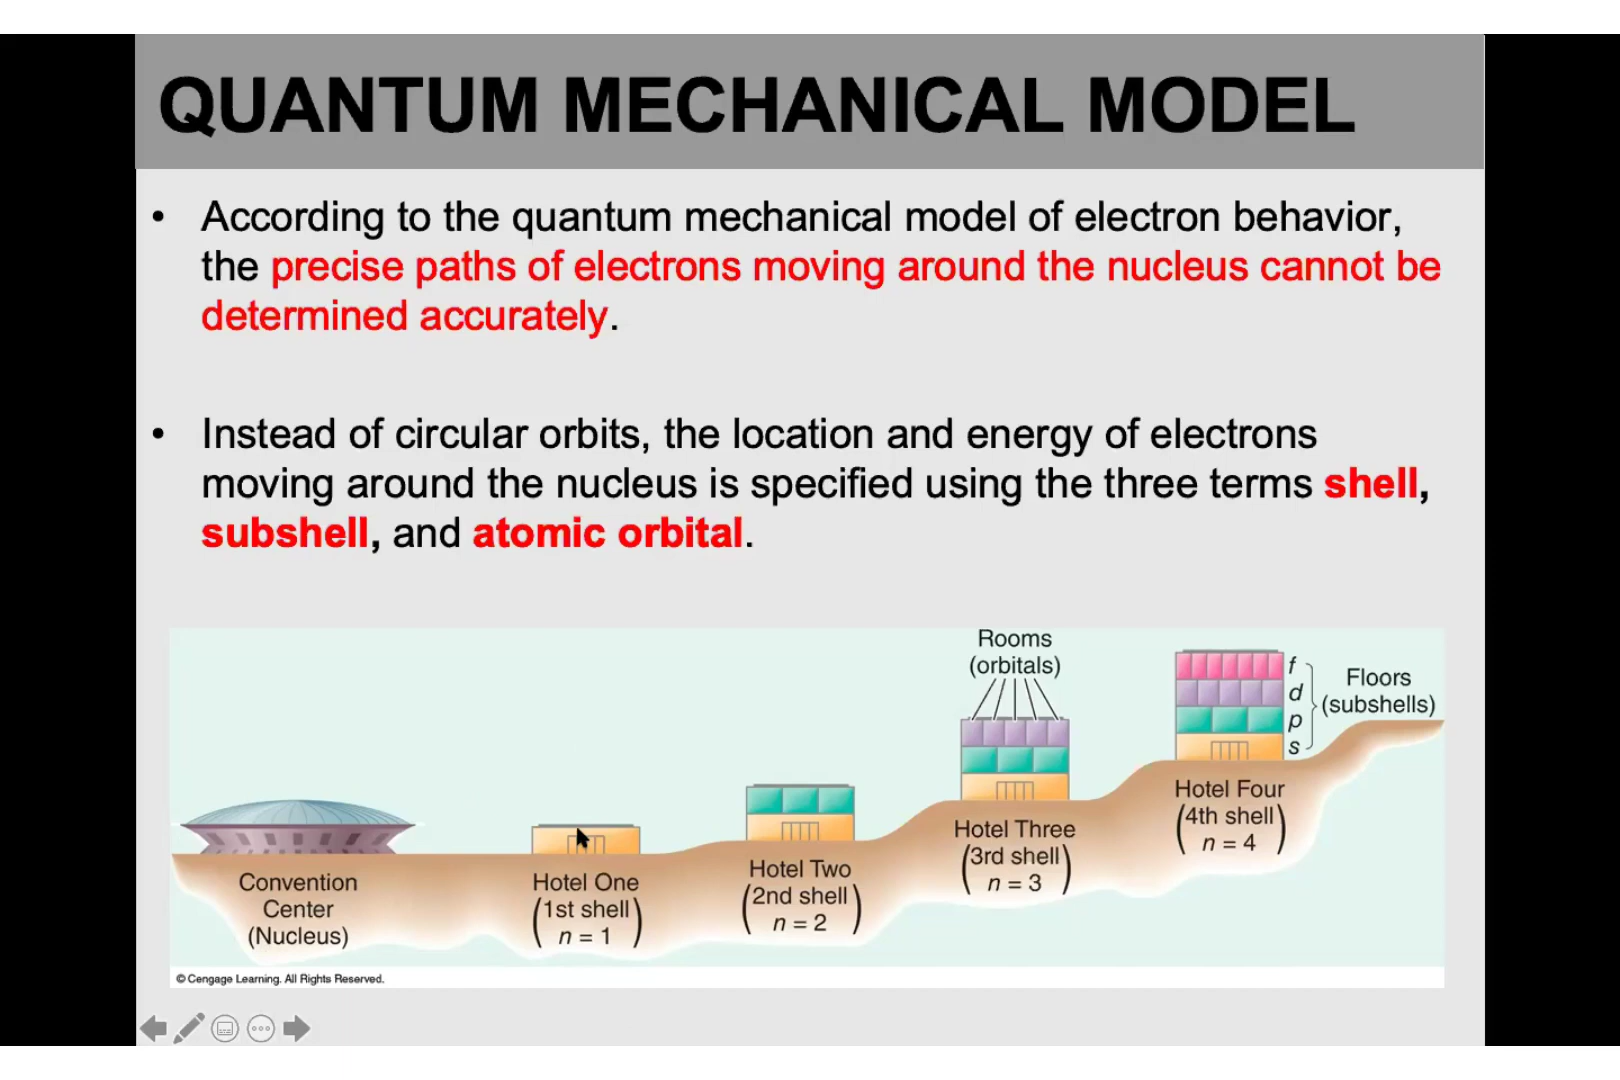 QUANTUM MECHANICAL MODEL
• According to the quantum mechanical model of electron behavior,
the precise paths of electrons moving around the nucleus cannot be
determined accurately.
• Instead of circular orbits, the location and energy of electrons
moving around the nucleus is specified using the three terms shell,
subshell, and atomic orbital.
Convention
Center
(Nucleus)
Hotel One
(1st shell
n = 1)
Hotel Two
(2nd shell
n = 2)
Rooms
(orbitals)
Hotel Three
(3rd shell
n = 3)
f
d
p
s
Floors
(subshells)
Hotel Four
(4th shell
n = 4)
© Cengage Learning. All Rights Reserved.